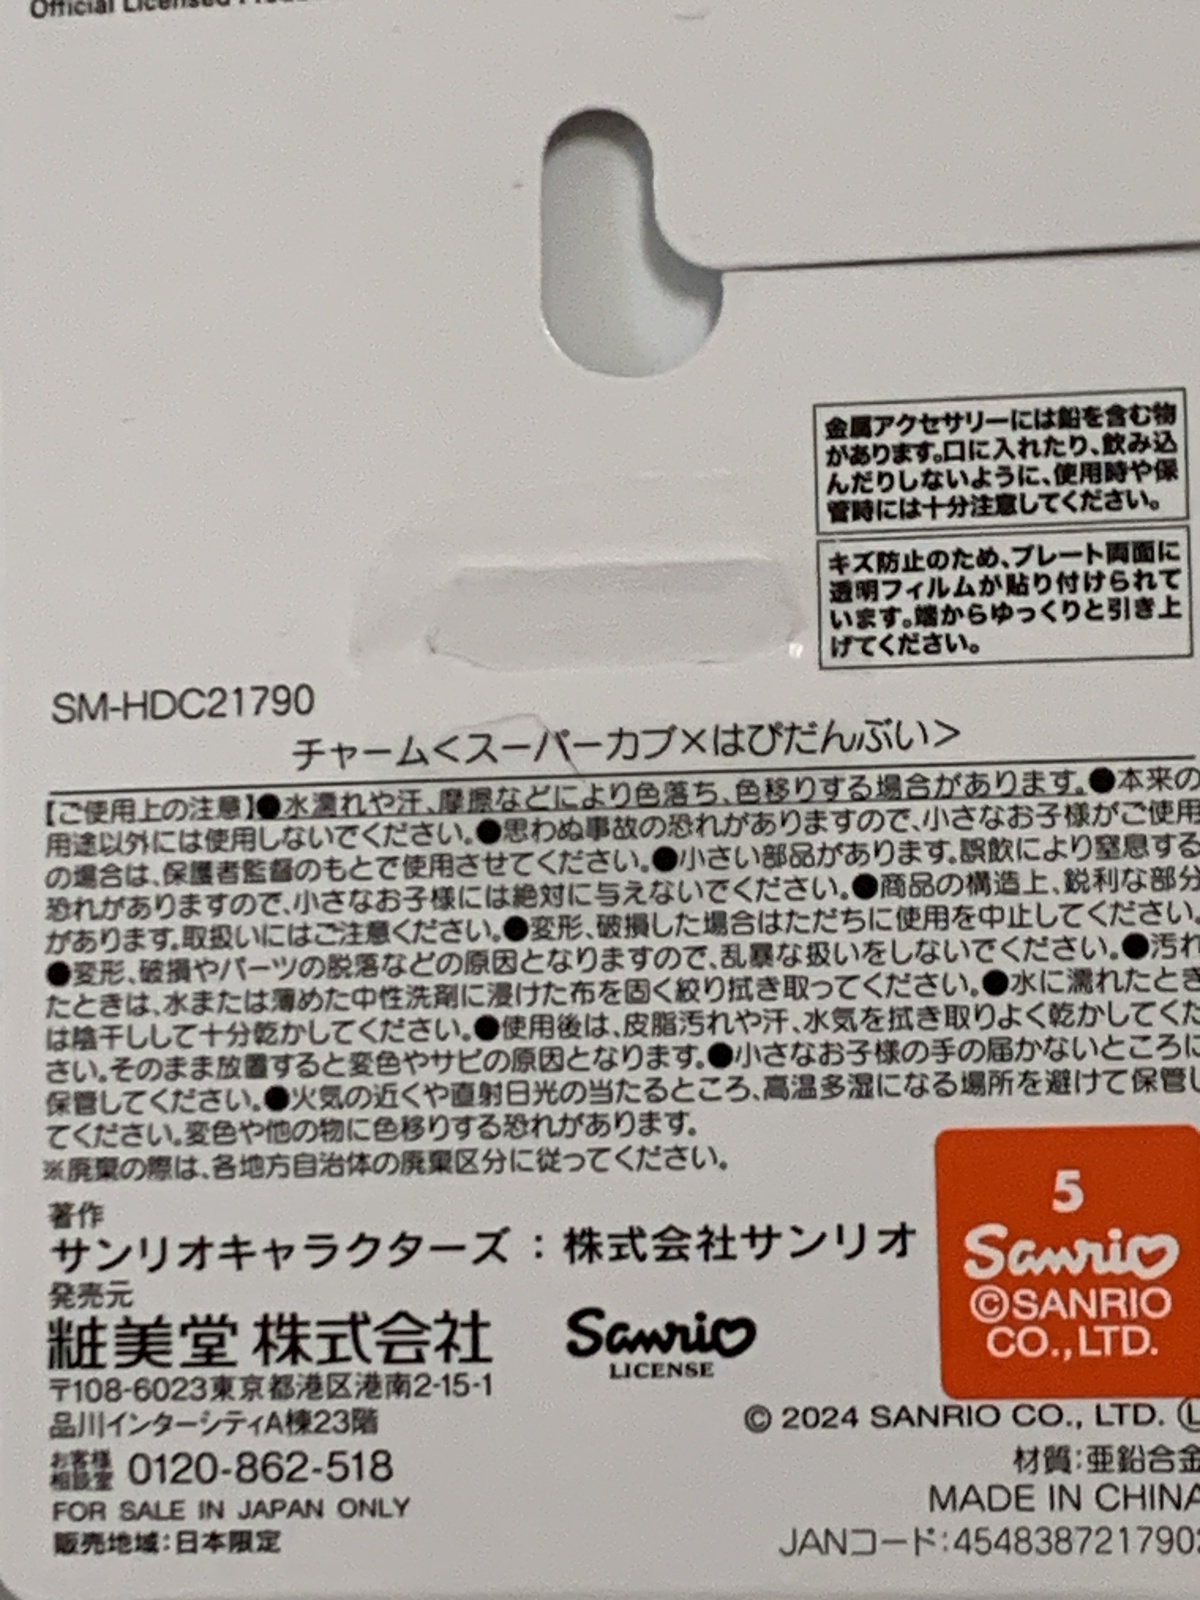 Official Licensed
金属アクセサリーには鉛を含む物
があります。口に入れたり、飲み込
んだりしないように、使用時や保
管時には十分注意してください。
キズ防止のため、プレート両面に
透明フィルムが貼り付けられて
います。端からゆっくりと引き上
げてください。
SM-HDC21790
チャーム<スーパーカブ×はぴだんぶい>
【ご使用上の注意】●水濡れや汗、摩擦などにより色落ち、色移りする場合があります。●本来の
用途以外には使用しないでください。●思わぬ事故の恐れがありますので、小さなお子様がご使用
の場合は、保護者監督のもとで使用させてください。●小さい部品があります。誤飲により窒息する
恐れがありますので、小さなお子様には絶対に与えないでください。●商品の構造上、鋭利な部分
があります。取扱いにはご注意ください。●変形、破損した場合はただちに使用を中止してください。
●変形、破損やパーツの脱落などの原因となりますので、乱暴な扱いをしないでください。●汚れ
たときは、水または薄めた中性洗剤に浸けた布を固く絞り拭き取ってください。●水に濡れたとき
は陰干しして十分乾かしてください。●使用後は、皮脂汚れや汗、水気を拭き取りよく乾かしてくだ
さい。そのまま放置すると変色やサビの原因となります。●小さなお子様の手の届かないところに
保管してください。●火気の近くや直射日光の当たるところ、高温多湿になる場所を避けて保管し
てください。変色や他の物に色移りする恐れがあります。
※廃棄の際は、各地方自治体の廃棄区分に従ってください。
著作
サンリオキャラクターズ：株式会社サンリオ
発売元
粧美堂 株式会社
〒108-6023東京都港区港南2-15-1
品川インターシティA棟23階
お客様
相談室 0120-862-518
FOR SALE IN JAPAN ONLY
販売地域：日本限定
Sanrio
LICENSE
5
Sanrio
©SANRIO
CO.,LTD.
© 2024 SANRIO CO., LTD. Ⓛ
材質：亜鉛合金
MADE IN CHINA
JANコード：4548387217902